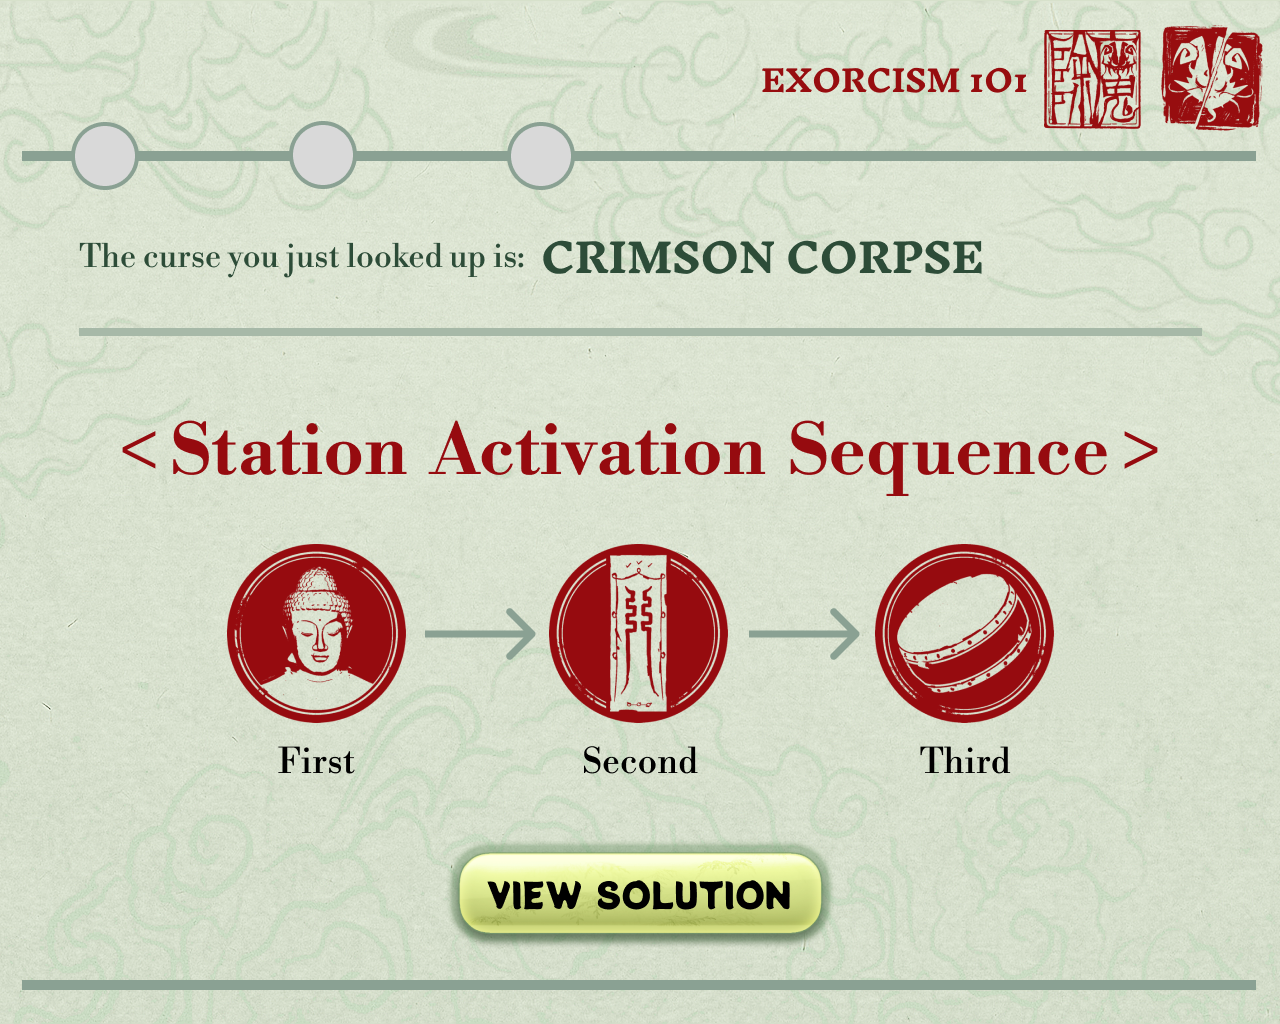 EXORCISM 101
The curse you just looked up is: CRIMSON CORPSE
< Station Activation Sequence >
First
Second
Third
VIEW SOLUTION